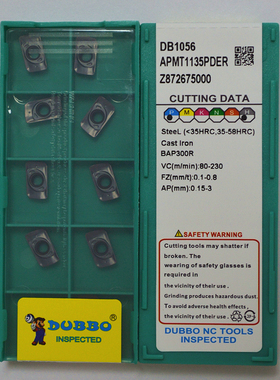 DB1056
APMT1135PDER
Z872675000
CUTTING DATA
P M K N S
SteeL (<35HRC,35-58HRC)
Cast Iron
BAP300R
VC(m/min):80-230
FZ(mm/t):0.1-0.8
AP(mm):0.15-3
WARNING
Cutting tools may shatter if
broken. The
wearing of safety glasses is
required in
the vicinity of their use.
Grinding produces hazardous dust.
To avoid adverse health affects ,
the vicinity of their use.
DUBBO NC TOOLS
INSPECTED
DUBBO
INSPECTED